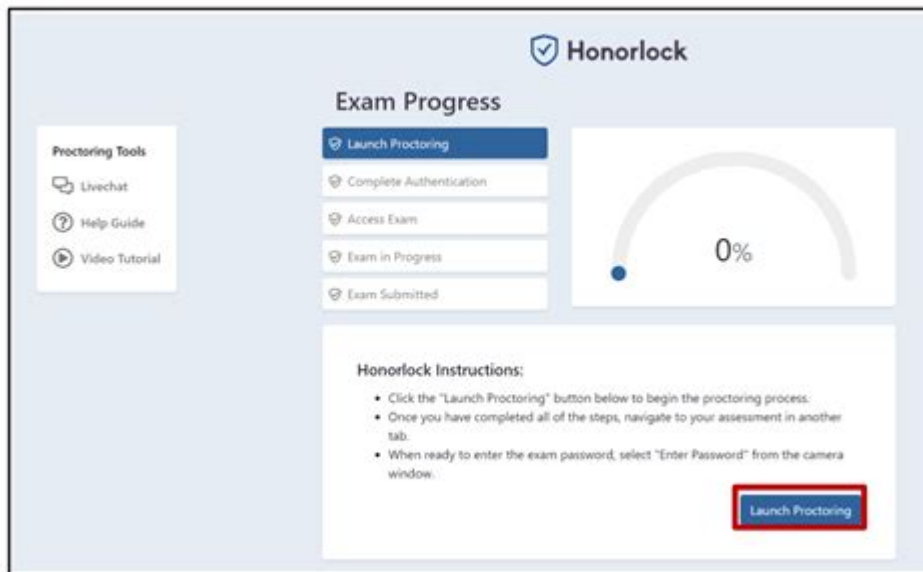 Honorlock
Exam Progress
Proctoring Tools
Livechat
Help Guide
Video Tutorial
Launch Proctoring
Complete Authentication
Access Exam
Exam in Progress
Exam Submitted
0%
Honorlock Instructions:
Click the "Launch Proctoring" button below to begin the proctoring process.
Once you have completed all of the steps, navigate to your assessment in another
tab.
When ready to enter the exam password, select "Enter Password" from the camera
window.
Launch Proctoring